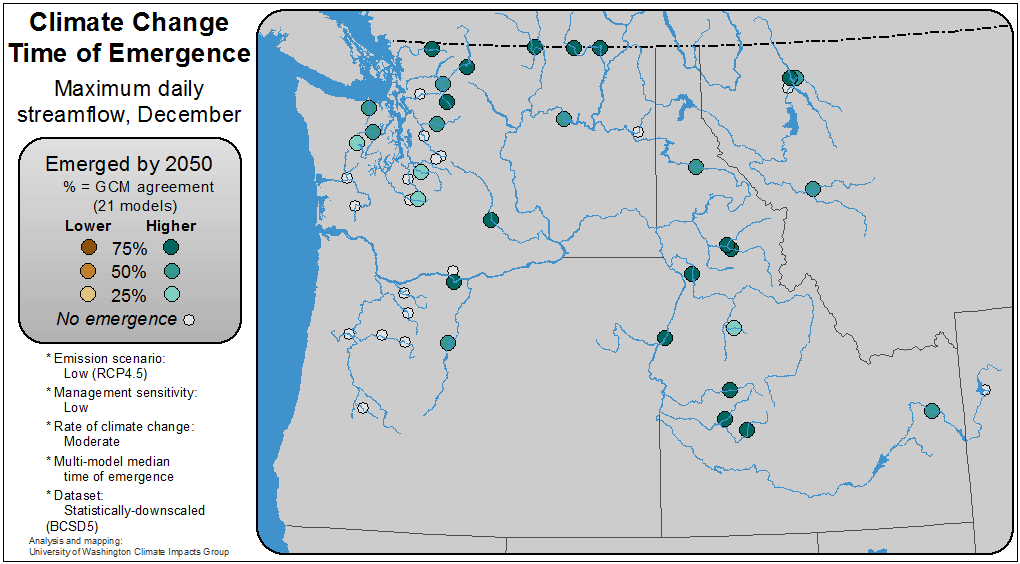 Climate Change
Time of Emergence
Maximum daily
streamflow, December
Emerged by 2050
% = GCM agreement
(21 models)
Lower Higher
75%
50%
25%
No emergence
* Emission scenario:
Low (RCP4.5)
* Management sensitivity:
Low
* Rate of climate change:
Moderate
* Multi-model median
time of emergence
* Dataset:
Statistically-downscaled
(BCSD5)
Analysis and mapping:
University of Washington Climate Impacts Group